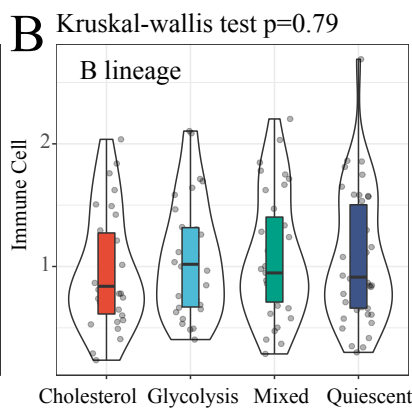 B
Kruskal-wallis test p=0.79
B lineage
Immune Cell
2
1
Cholesterol Glycolysis Mixed Quiescent